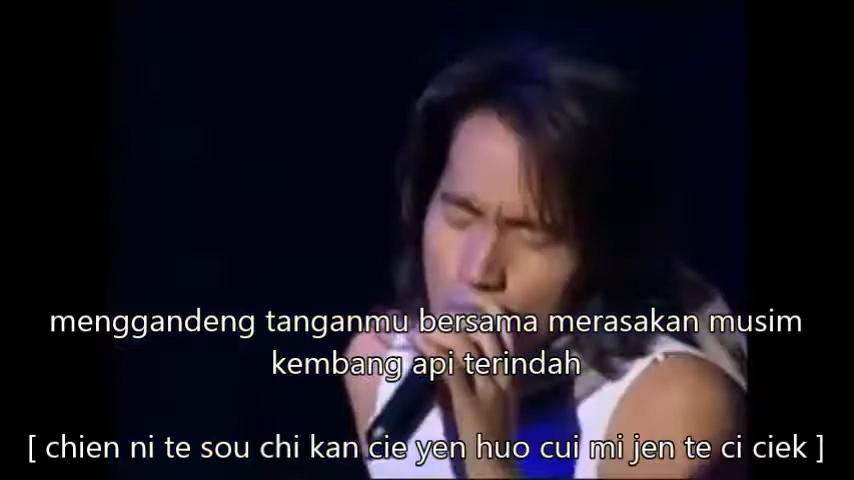 menggandeng tanganmu bersama merasakan musim
kembang api terindah
[ chien ni te sou chi kan cie yen huo cui mi jen te ci ciek ]